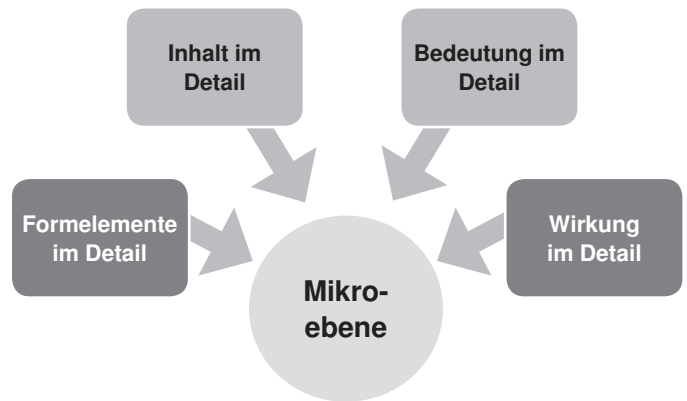 Inhalt im
Detail
Bedeutung im
Detail
Formelemente
im Detail
Wirkung
im Detail
Mikro-
ebene